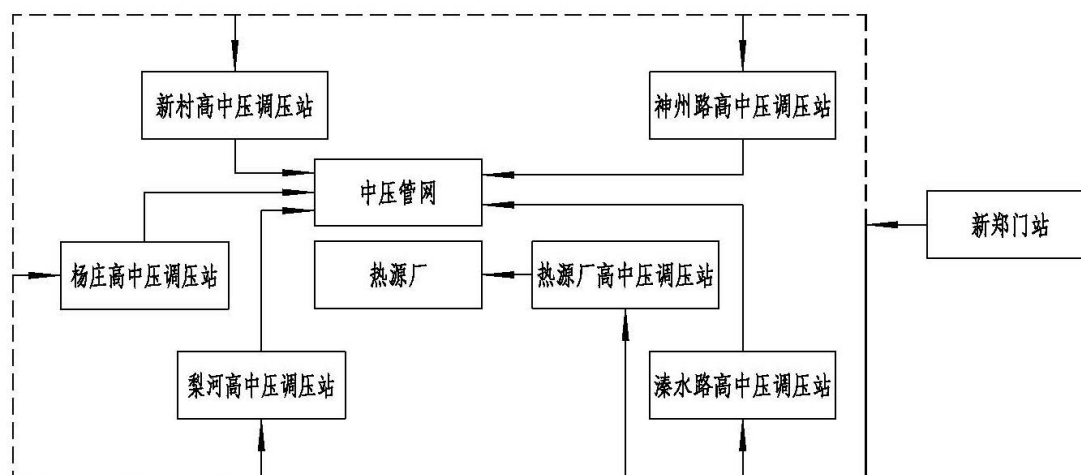 新村高中压调压站
神州路高中压调压站
中压管网
新郑门站
杨庄高中压调压站
热源厂
热源厂高中压调压站
梨河高中压调压站
溱水路高中压调压站